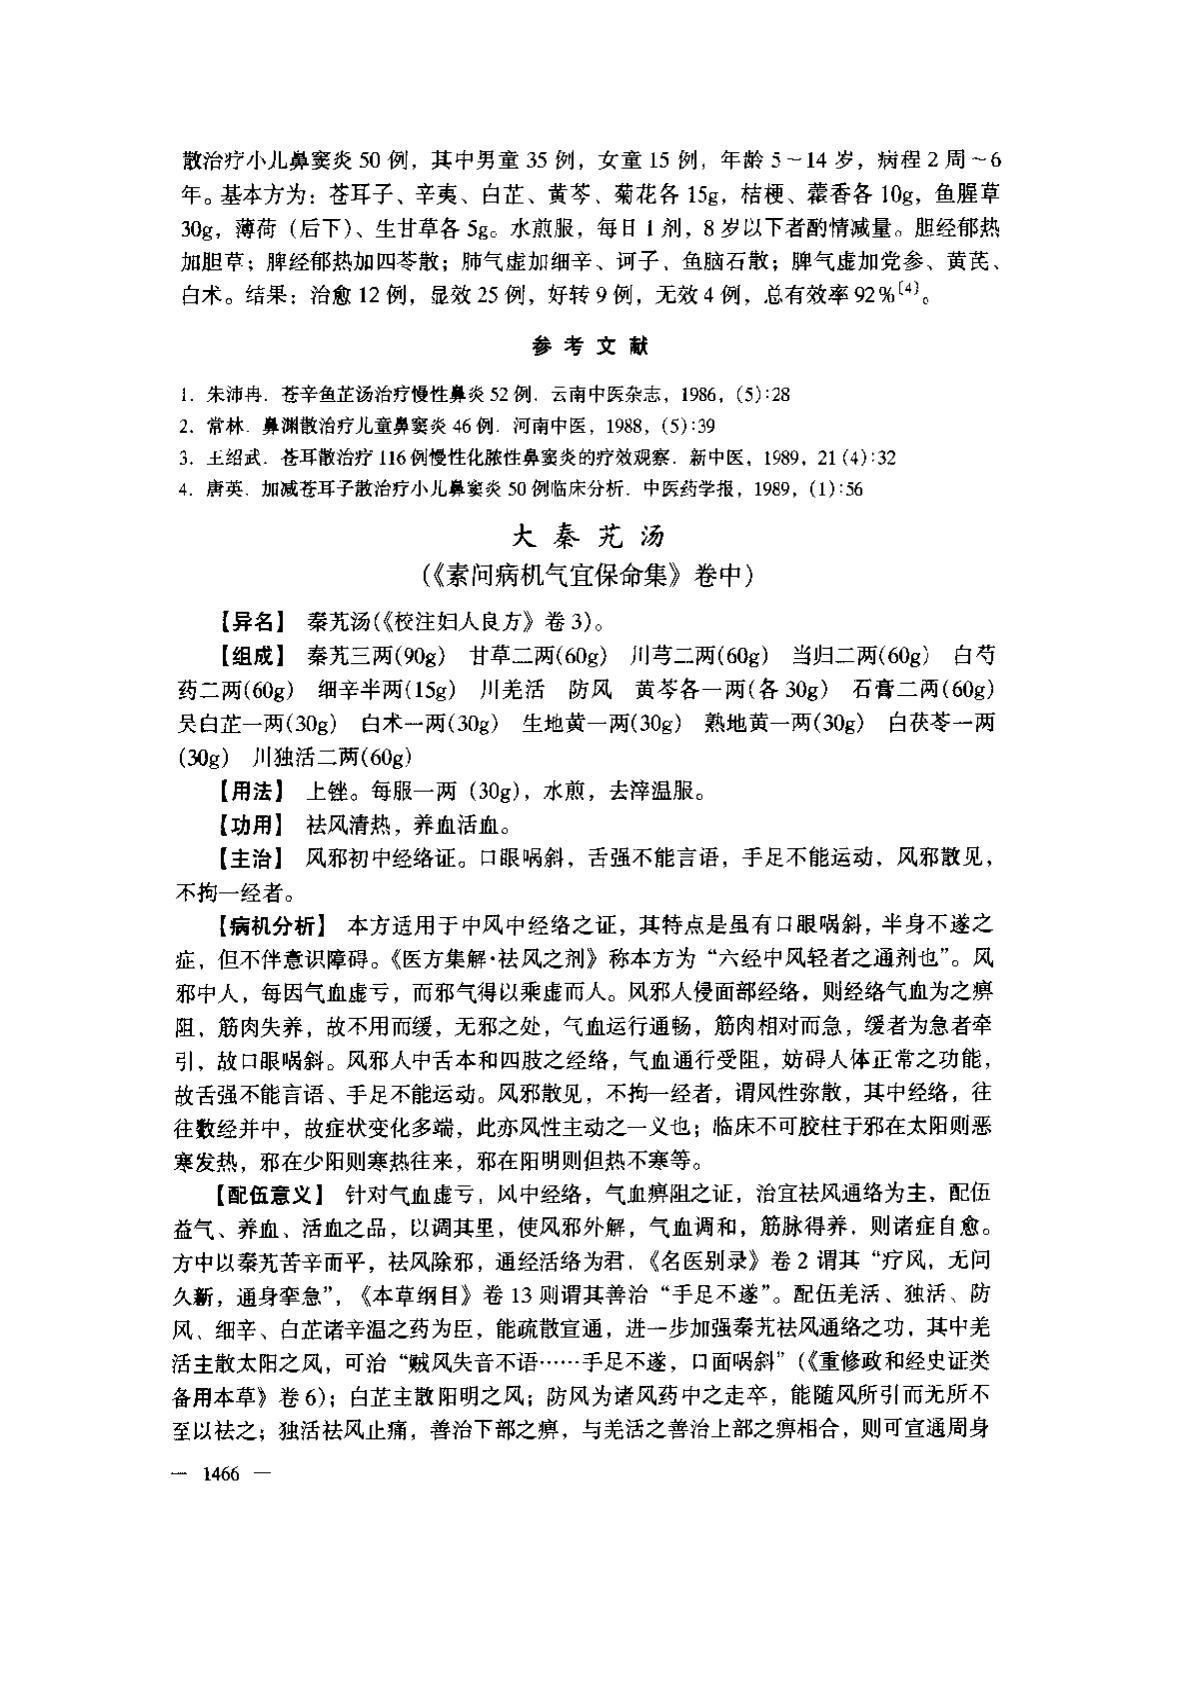 散治疗小儿鼻窦炎 50 例，其中男童 35 例，女童 15 例，年龄 5～14 岁，病程 2 周～6
年。基本方为：苍耳子、辛夷、白芷、黄芩、菊花各 15g，桔梗、藿香各 10g，鱼腥草
30g，薄荷（后下）、生甘草各 5g。水煎服，每日 1 剂，8 岁以下者酌情减量。胆经郁热
加胆草；脾经郁热加四苓散；肺气虚加细辛、诃子、鱼脑石散；脾气虚加党参、黄芪、
白术。结果：治愈 12 例，显效 25 例，好转 9 例，无效 4 例，总有效率 92%〔4〕。
参 考 文 献
1．朱沛冉．苍辛鱼芷汤治疗慢性鼻炎 52 例．云南中医杂志，1986，(5)：28
2．常林．鼻渊散治疗儿童鼻窦炎 46 例．河南中医，1988，(5)：39
3．王绍武．苍耳散治疗 116 例慢性化脓性鼻窦炎的疗效观察．新中医，1989，21 (4)：32
4．唐英．加减苍耳子散治疗小儿鼻窦炎 50 例临床分析．中医药学报，1989，(1)：56
大 秦 艽 汤
(《素问病机气宜保命集》卷中)
【异名】 秦艽汤(《校注妇人良方》卷 3)。
【组成】 秦艽三两(90g) 甘草二两(60g) 川芎二两(60g) 当归二两(60g) 白芍
药二两(60g) 细辛半两(15g) 川羌活 防风 黄芩各一两(各 30g) 石膏二两(60g)
吴白芷一两(30g) 白术一两(30g) 生地黄一两(30g) 熟地黄一两(30g) 白茯苓一两
(30g) 川独活二两(60g)
【用法】 上锉。每服一两（30g），水煎，去滓温服。
【功用】 祛风清热，养血活血。
【主治】 风邪初中经络证。口眼㖞斜，舌强不能言语，手足不能运动，风邪散见，
不拘一经者。
【病机分析】 本方适用于中风中经络之证，其特点是虽有口眼㖞斜，半身不遂之
症，但不伴意识障碍。《医方集解·祛风之剂》称本方为“六经中风轻者之通剂也”。风
邪中人，每因气血虚亏，而邪气得以乘虚而人。风邪人侵面部经络，则经络气血为之痹
阻，筋肉失养，故不用而缓，无邪之处，气血运行通畅，筋肉相对而急，缓者为急者牵
引，故口眼㖞斜。风邪人中舌本和四肢之经络，气血通行受阻，妨碍人体正常之功能，
故舌强不能言语、手足不能运动。风邪散见，不拘一经者，谓风性弥散，其中经络，往
往数经并中，故症状变化多端，此亦风性主动之一义也；临床不可胶柱于邪在太阳则恶
寒发热，邪在少阳则寒热往来，邪在阳明则但热不寒等。
【配伍意义】 针对气血虚亏，风中经络，气血痹阻之证，治宜祛风通络为主，配伍
益气、养血、活血之品，以调其里，使风邪外解，气血调和，筋脉得养，则诸症自愈。
方中以秦艽苦辛而平，祛风除邪，通经活络为君，《名医别录》卷 2 谓其“疗风，无问
久新，通身挛急”，《本草纲目》卷 13 则谓其善治“手足不遂”。配伍羌活、独活、防
风、细辛、白芷诸辛温之药为臣，能疏散宣通，进一步加强秦艽祛风通络之功，其中羌
活主散太阳之风，可治“贼风失音不语……手足不遂，口面㖞斜”(《重修政和经史证类
备用本草》卷 6)；白芷主散阳明之风；防风为诸风药中之走卒，能随风所引而无所不
至以祛之；独活祛风止痛，善治下部之痹，与羌活之善治上部之痹相合，则可宣通周身
— 1466 —